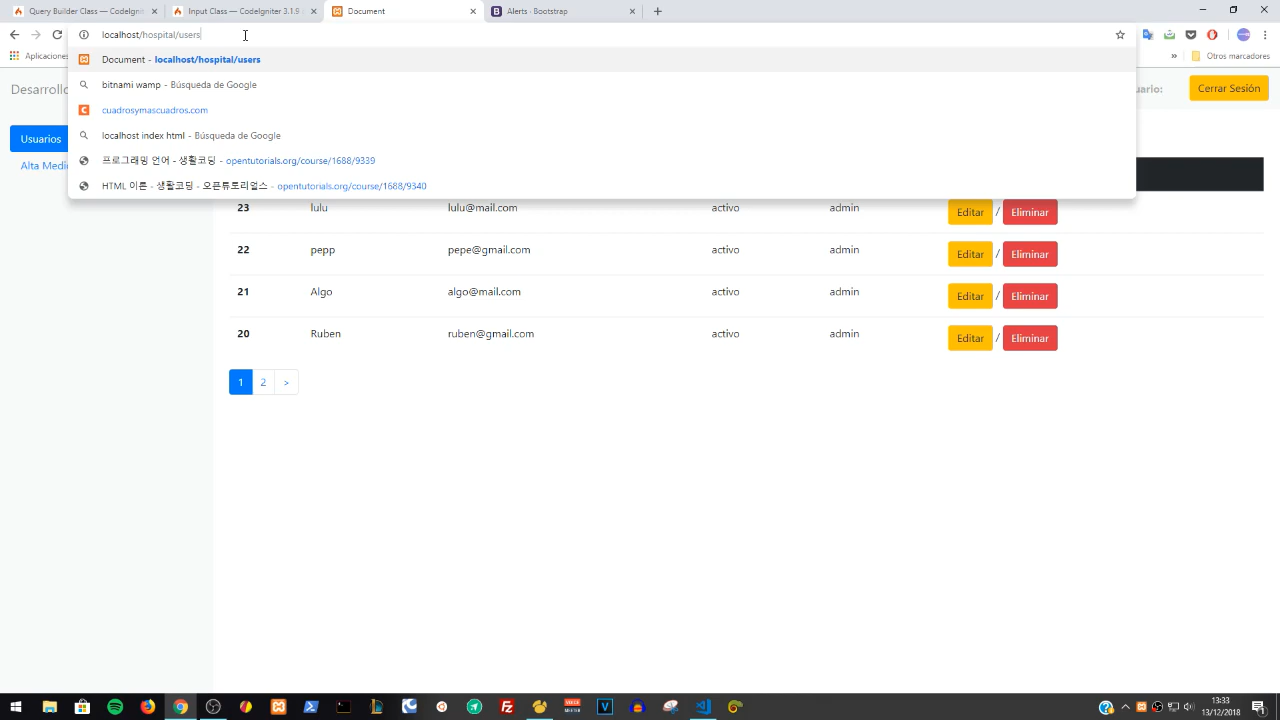 Query Builder Class — CodeIgnit
Input Class — CodeIgniter 3.1.9
Document
Alerts · Bootstrap
localhost/hospital/users
Aplicaciones
»
Otros marcadores
Document - localhost/hospital/users
bitnami wamp - Búsqueda de Google
cuadrosymascuadros.com
localhost index html - Búsqueda de Google
프로그래밍 언어 - 생활코딩 - opentutorials.org/course/1688/9339
HTML 이론 - 생활코딩 - 오픈튜토리얼스 - opentutorials.org/course/1688/9340
Desarrollo
uario:
Cerrar Sesión
Usuarios
Alta Medi
23 lulu lulu@mail.com activo admin Editar / Eliminar
22 pepp pepe@gmail.com activo admin Editar / Eliminar
21 Algo algo@mail.com activo admin Editar / Eliminar
20 Ruben ruben@gmail.com activo admin Editar / Eliminar
1 2 >
13:33
13/12/2018